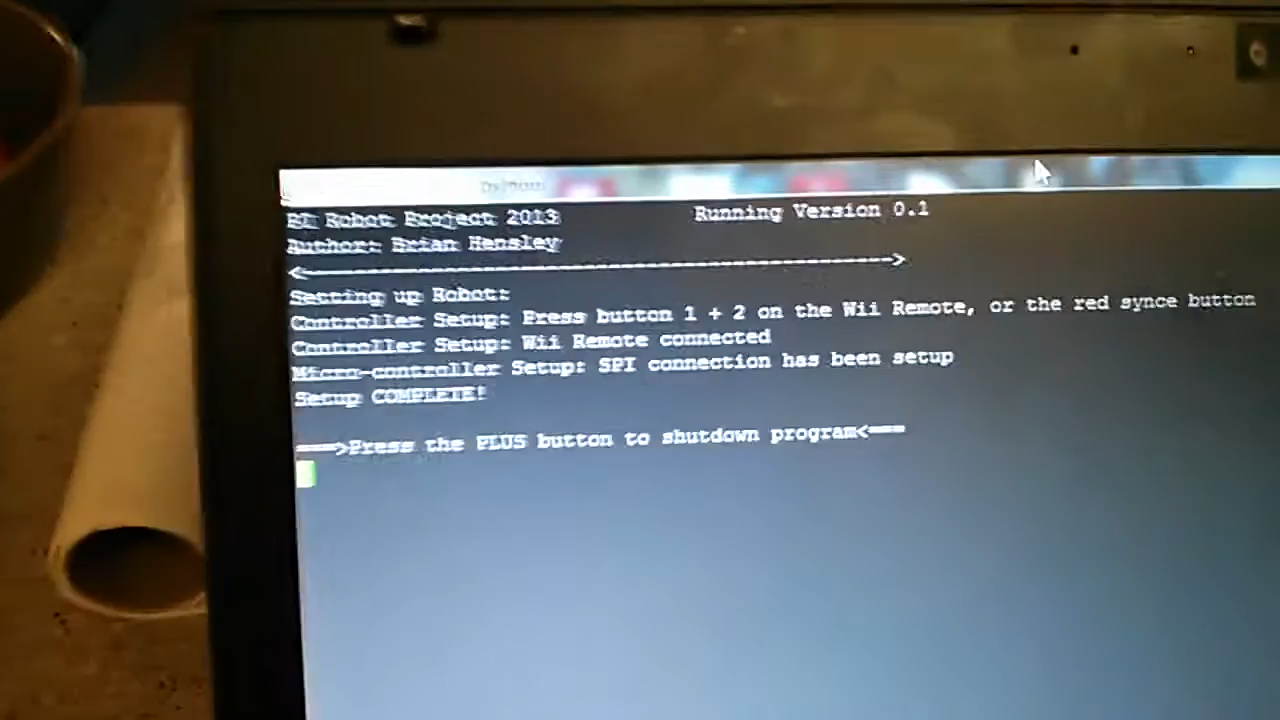 PI Robot Project 2013 Running Version 0.1
Author: Brian Hensley
<---------------------------------------------------------->
Setting up Robot:
Controller Setup: Press button 1 + 2 on the Wii Remote, or the red synce button
Controller Setup: Wii Remote connected
Micro-controller Setup: SPI connection has been setup
Setup COMPLETE!
===>Press the PLUS button to shutdown program<===